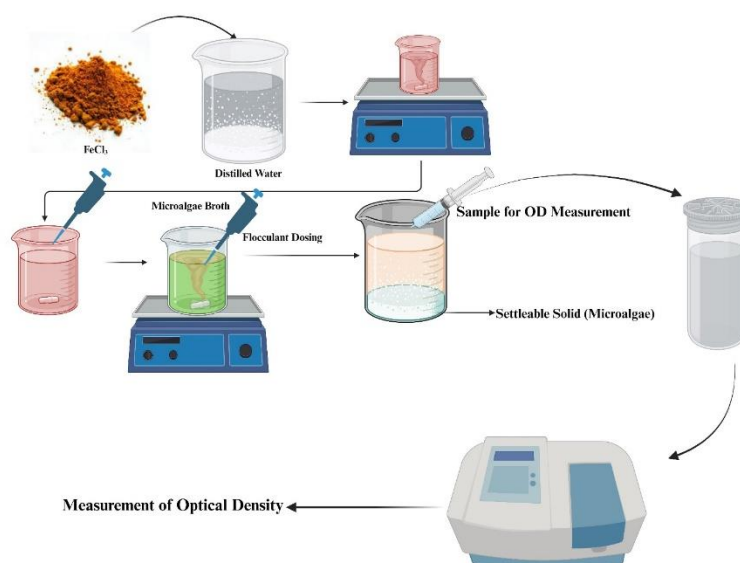 FeCl₃
Distilled Water
Microalgae Broth
Flocculant Dosing
Sample for OD Measurement
Settleable Solid (Microalgae)
Measurement of Optical Density